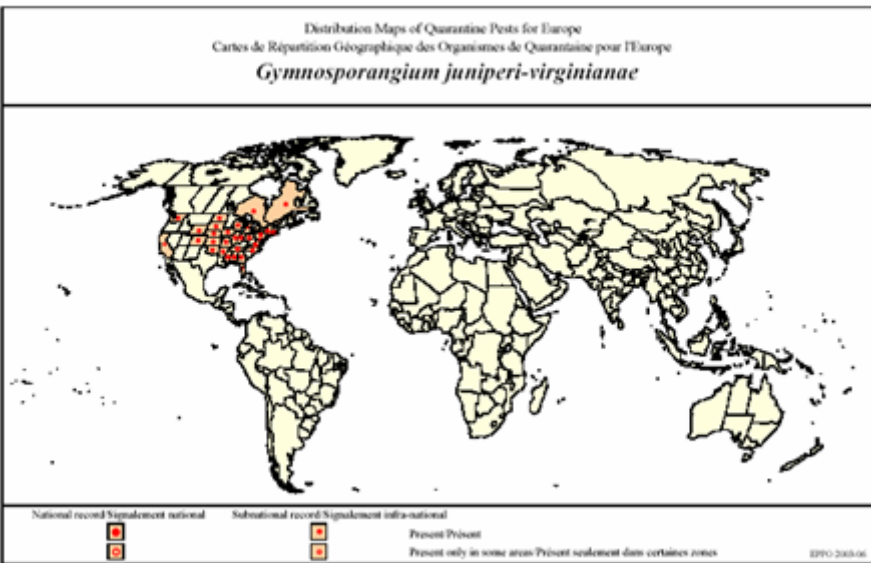 Distribution Maps of Quarantine Pests for Europe
Cartes de Répartition Géographique des Organismes de Quarantaine pour l'Europe
Gymnosporangium juniperi-virginianae
National record/Signalement national Subnational record/Signalement infra-national
Present/Présent
Present only in some areas/Présent seulement dans certaines zones
EPPO 2003-06